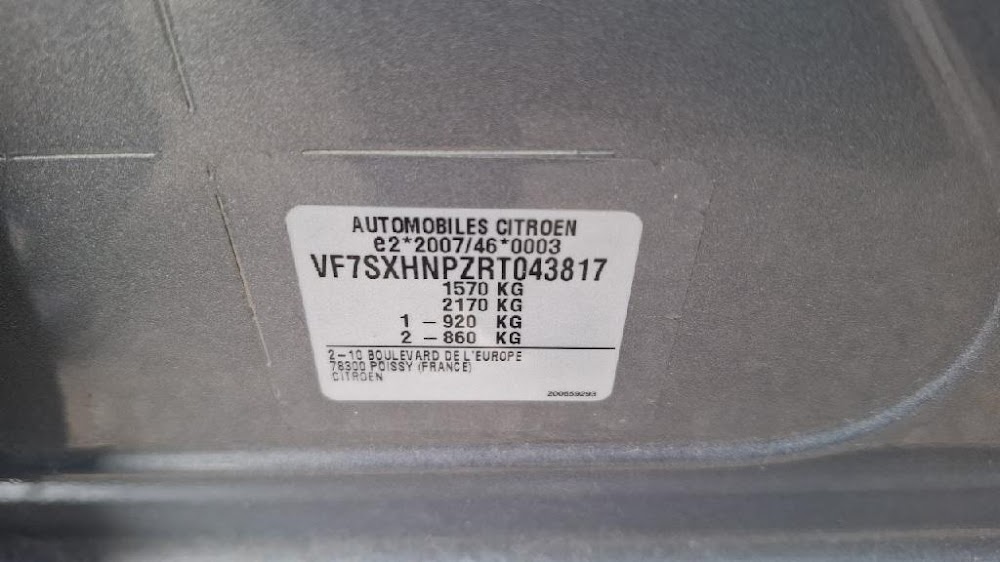 AUTOMOBILES CITROEN
e2*2007/46*0003
VF7SXHNPZRT043817
1570 KG
2170 KG
1 – 920 KG
2 – 860 KG
2–10 BOULEVARD DE L'EUROPE
78300 POISSY (FRANCE)
CITROEN
200659293